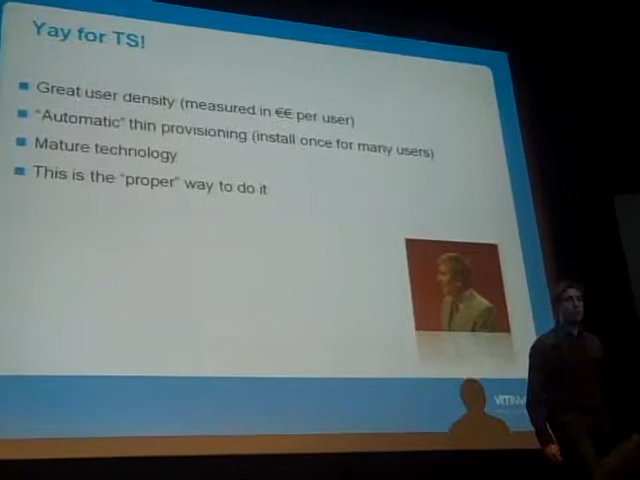 Yay for TS!
Great user density (measured in €€ per user)
"Automatic" thin provisioning (install once for many users)
Mature technology
This is the "proper" way to do it